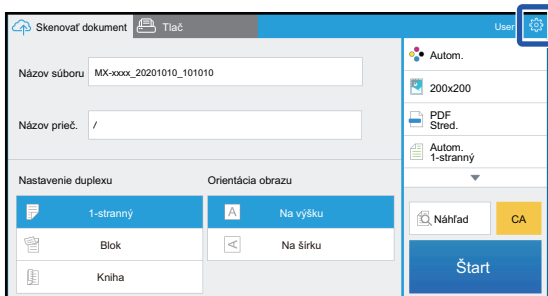 Skenovať dokument
Tlač
User
Názov súboru
MX-xxxx_20201010_101010
Názov prieč.
/
Nastavenie duplexu
1-stranný
Blok
Kniha
Orientácia obrazu
A
Na výšku
A
Na šírku
Autom.
200x200
PDF
Stred.
Autom.
1-stranný
Náhľad
CA
Štart